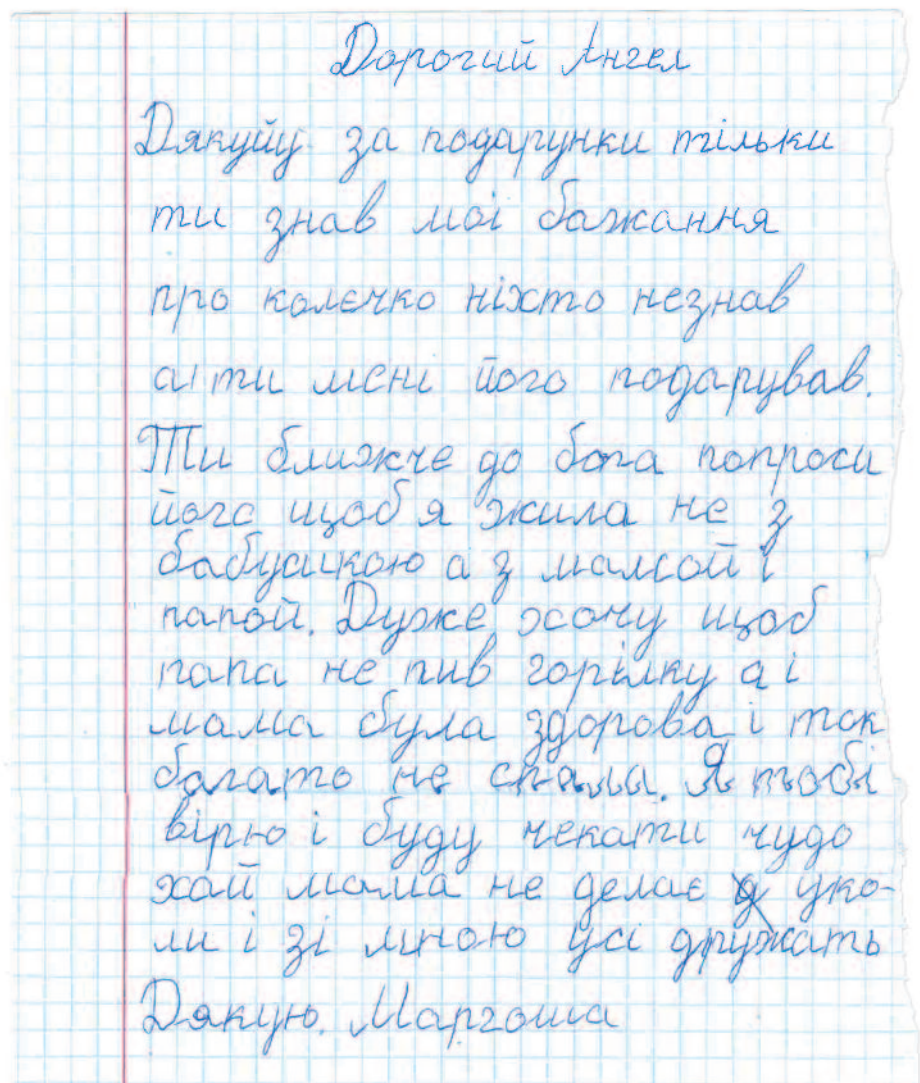 Дорогий Ангел
Дякуйу за подарунки тільки
ти знав мої бажання
про колєчко ніхто незнав
а ти мені його подарував.
Ти ближче до бога попроси
його щоб я жила не з
бабушкою а з мамой і
папой. Дуже хочу щоб
папа не пив горілку а і
мама була здорова і так
багато не спала. Я тобі
вірю і буду чекати чудо
хай мама не делає уко-
ли і зі мною усі дружать
Дякую. Маргоша